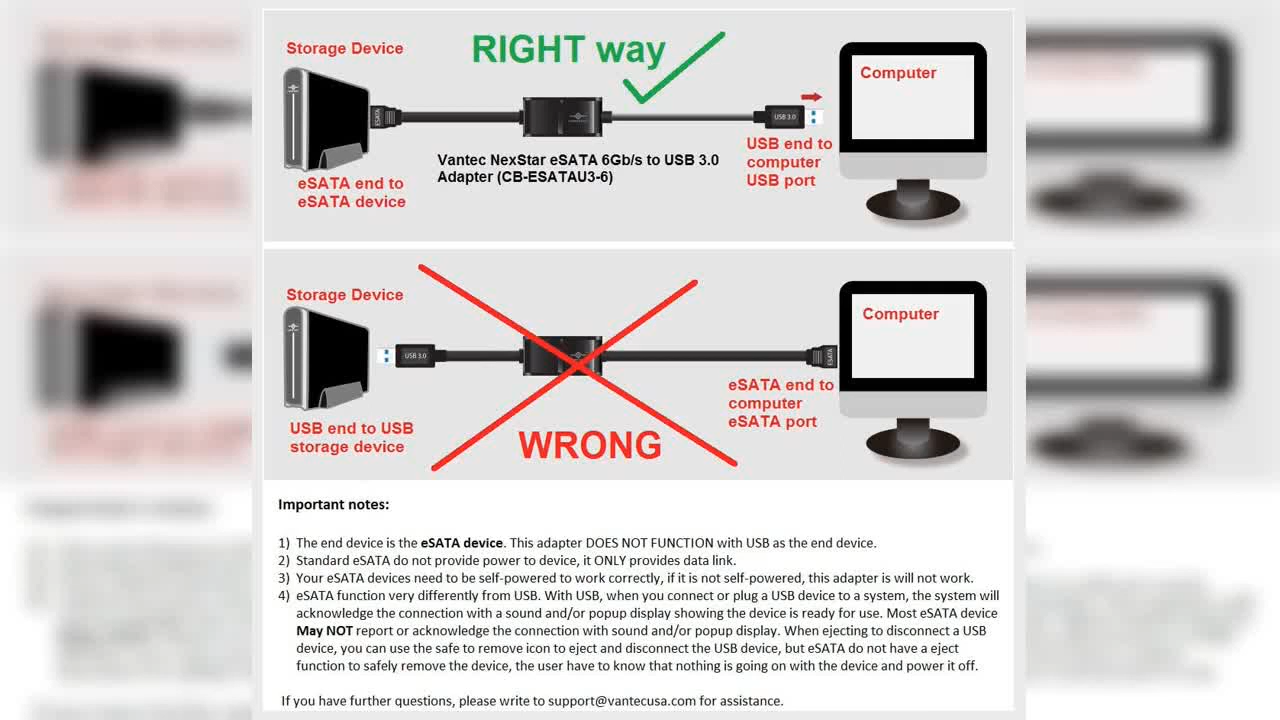 Storage Device
RIGHT way
Computer
ESATA
USB 3.0
Vantec NexStar eSATA 6Gb/s to USB 3.0
Adapter (CB-ESATAU3-6)
USB end to
computer
USB port
eSATA end to
eSATA device
Storage Device
Computer
USB 3.0
ESATA
eSATA end to
computer
eSATA port
USB end to USB
storage device
WRONG
Important notes:
1) The end device is the eSATA device. This adapter DOES NOT FUNCTION with USB as the end device.
2) Standard eSATA do not provide power to device, it ONLY provides data link.
3) Your eSATA devices need to be self-powered to work correctly, if it is not self-powered, this adapter is will not work.
4) eSATA function very differently from USB. With USB, when you connect or plug a USB device to a system, the system will
acknowledge the connection with a sound and/or popup display showing the device is ready for use. Most eSATA device
May NOT report or acknowledge the connection with sound and/or popup display. When ejecting to disconnect a USB
device, you can use the safe to remove icon to eject and disconnect the USB device, but eSATA do not have a eject
function to safely remove the device, the user have to know that nothing is going on with the device and power it off.
If you have further questions, please write to support@vantecusa.com for assistance.